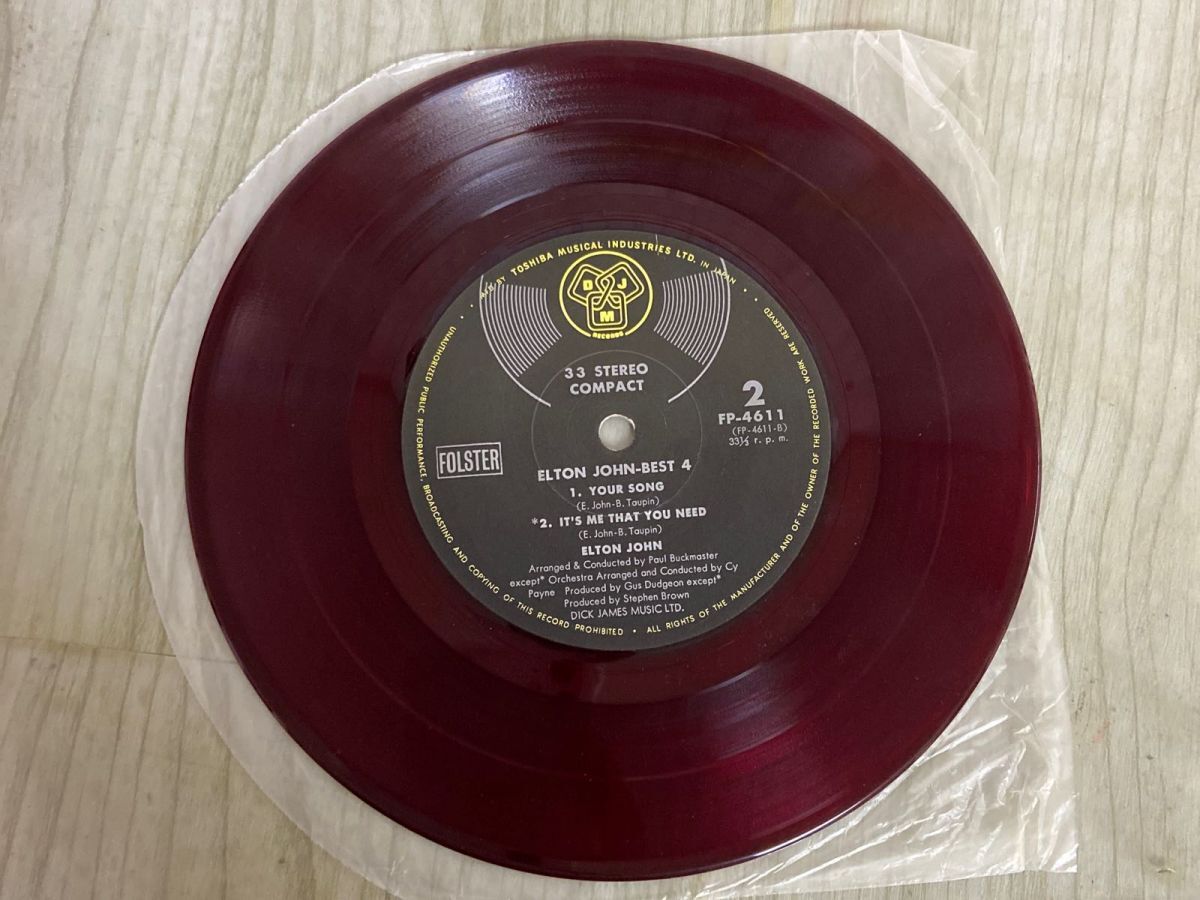 MF'D BY TOSHIBA MUSICAL INDUSTRIES LTD. IN JAPAN
D J
M
RECORDS
33 STEREO
COMPACT
2
FP-4611
(FP-4611-B)
33⅓ r. p. m.
FOLSTER
ELTON JOHN-BEST 4
1. YOUR SONG
(E. John-B. Taupin)
*2. IT'S ME THAT YOU NEED
(E. John-B. Taupin)
ELTON JOHN
Arranged & Conducted by Paul Buckmaster
except* Orchestra Arranged and Conducted by Cy
Payne Produced by Gus Dudgeon except*
Produced by Stephen Brown
DICK JAMES MUSIC LTD.
UNAUTHORIZED PUBLIC PERFORMANCE, BROADCASTING AND COPYING OF THIS RECORD PROHIBITED • ALL RIGHTS OF THE MANUFACTURER AND OF THE OWNER OF THE RECORDED WORK ARE RESERVED